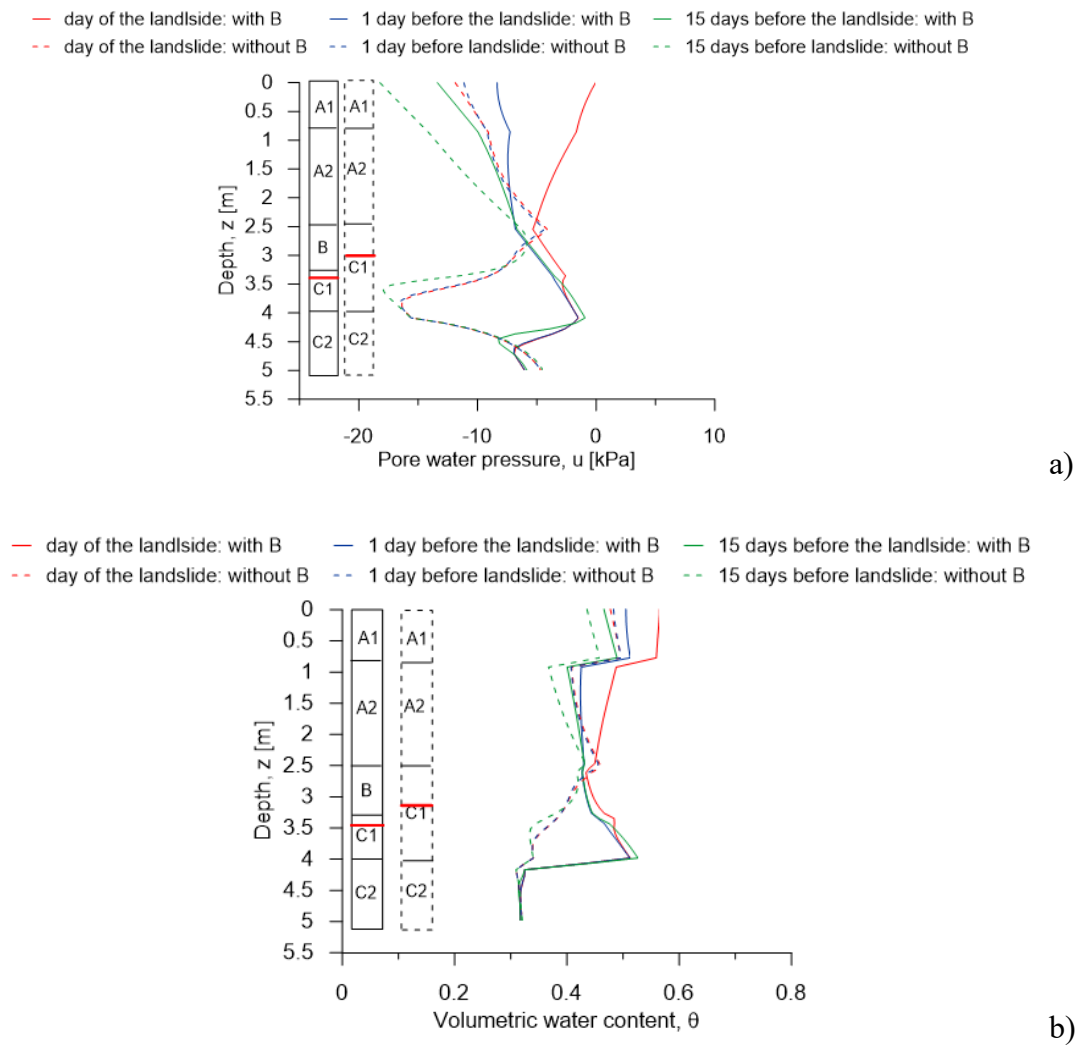 day of the landlside: with B 1 day before the landslide: with B 15 days before the landslide: with B
day of the landslide: without B 1 day before landslide: without B 15 days before landslide: without B
0
0.5
1
1.5
2
2.5
3
3.5
4
4.5
5
5.5
Depth, z [m]
A1 A1
A2 A2
B
C1 C1
C2 C2
-20 -10 0 10
Pore water pressure, u [kPa]
a)
day of the landlside: with B 1 day before the landslide: with B 15 days before the landslide: with B
day of the landslide: without B 1 day before landslide: without B 15 days before landslide: without B
0
0.5
1
1.5
2
2.5
3
3.5
4
4.5
5
5.5
Depth, z [m]
A1 A1
A2 A2
B
C1 C1
C2 C2
0 0.2 0.4 0.6 0.8
Volumetric water content, θ
b)